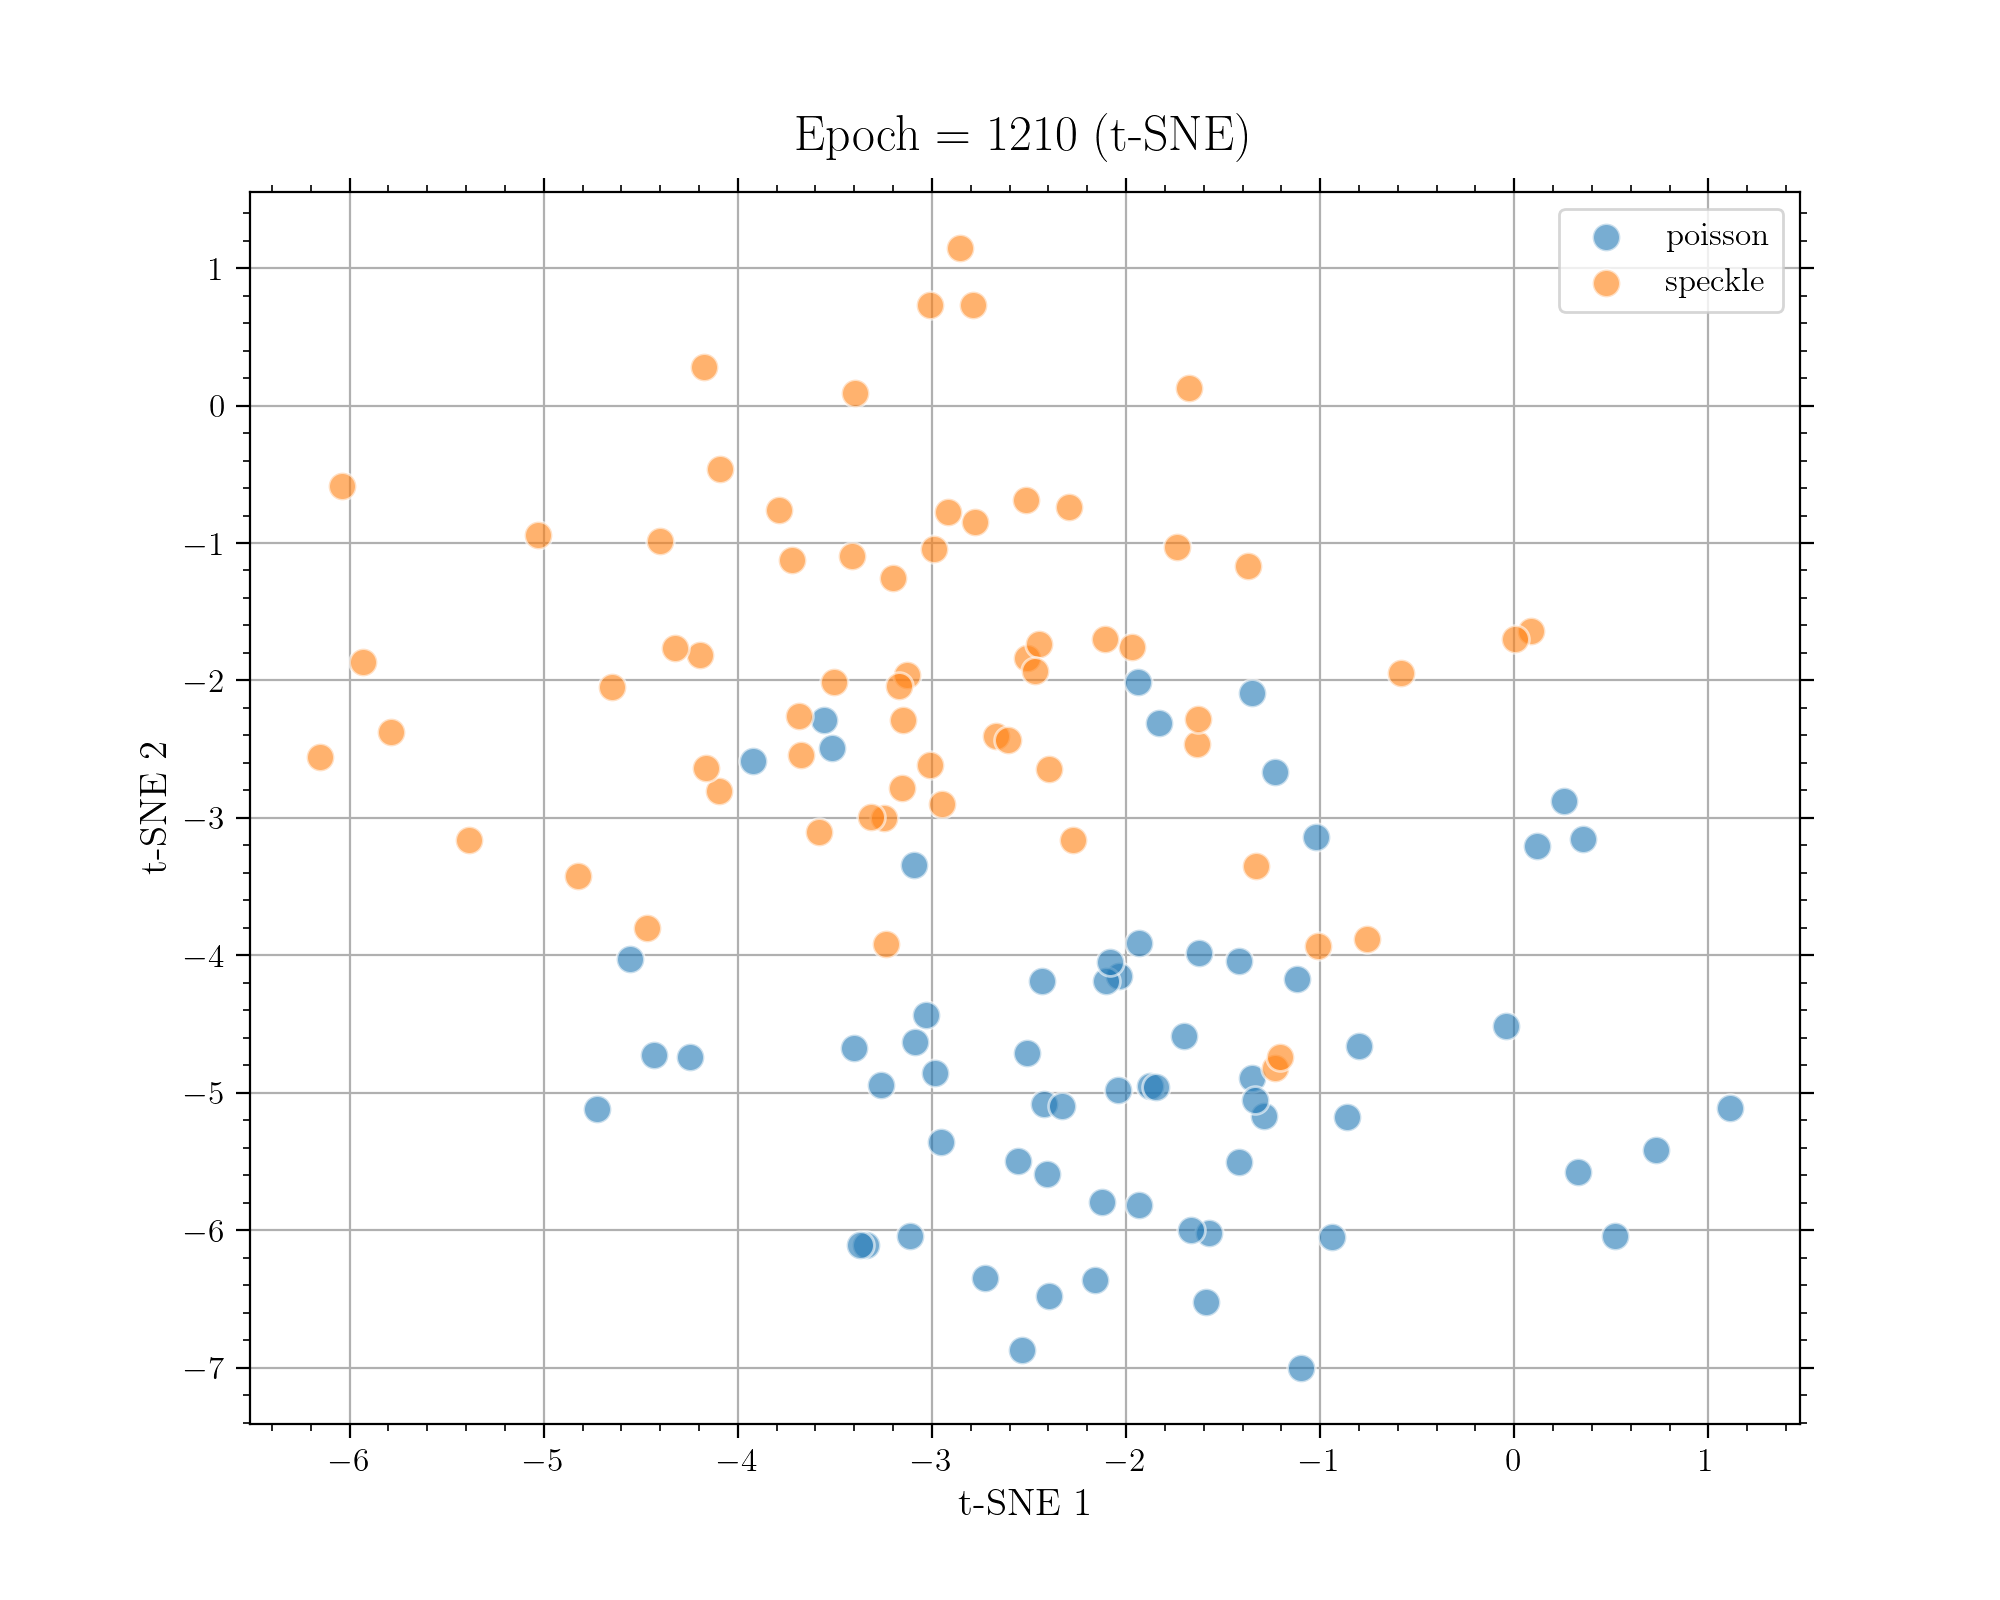 Epoch = 1210 (t-SNE)
poisson
speckle
1
0
−1
−2
−3
−4
−5
−6
−7
t-SNE 2
−6 −5 −4 −3 −2 −1 0 1
t-SNE 1